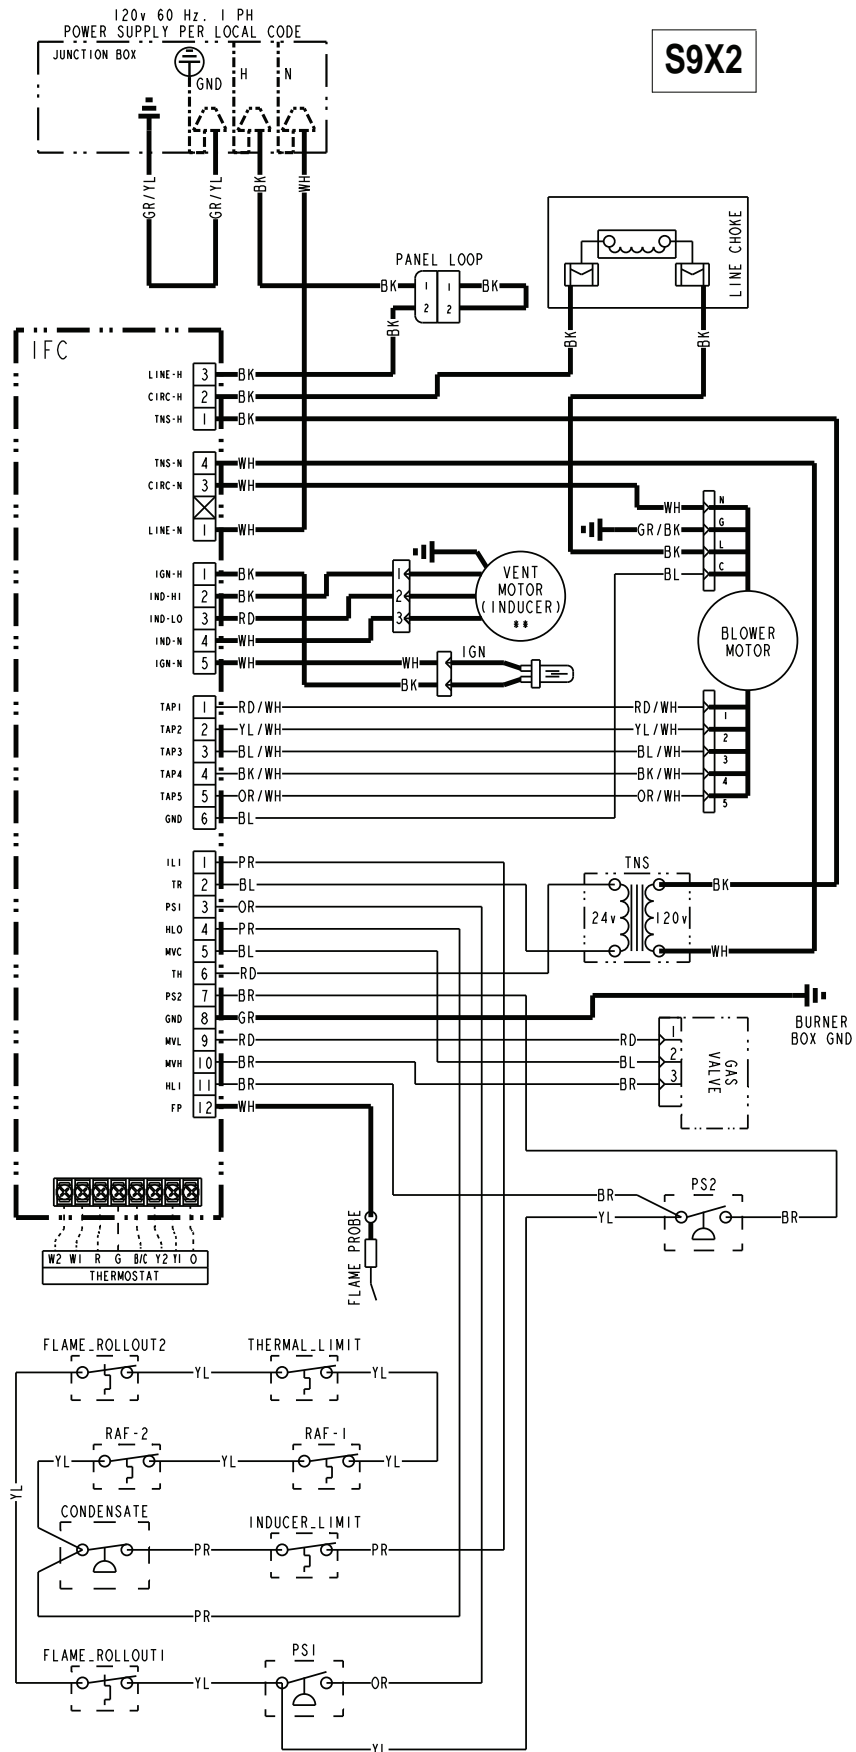 120v 60 Hz. 1 PH
POWER SUPPLY PER LOCAL CODE
JUNCTION BOX
GND
H
N
S9X2
GR/YL
GR/YL
BK
WH
LINE CHOKE
PANEL LOOP
BK
1
1
BK
2
2
BK
BK
BK
IFC
LINE-H 3 BK
CIRC-H 2 BK
TNS-H 1 BK
TNS-N 4 WH
CIRC-N 3 WH
LINE-N 1 WH
WH N
GR/BK G
BK L
BL C
IGN-H 1 BK
IND-HI 2 BK
IND-LO 3 RD
IND-N 4 WH
IGN-N 5 WH
1
2
3
VENT
MOTOR
(INDUCER)
**
BLOWER
MOTOR
WH
IGN
BK
TAP1 1 RD/WH RD/WH 1
TAP2 2 YL/WH YL/WH 2
TAP3 3 BL/WH BL/WH 3
TAP4 4 BK/WH BK/WH 4
TAP5 5 OR/WH OR/WH 5
GND 6 BL
ILI 1 PR
TR 2 BL
PS1 3 OR
HLO 4 PR
MVC 5 BL
TH 6 RD
PS2 7 BR
GND 8 GR
MVL 9 RD
MVH 10 BR
HLI 11 BR
FP 12 WH
TNS
24v
120v
BK
WH
BURNER
BOX GND
RD 1
BL 2
BR 3
GAS
VALVE
PS2
BR
YL
BR
FLAME PROBE
W2 W1 R G B/C Y2 Y1 O
THERMOSTAT
FLAME_ROLLOUT2
THERMAL_LIMIT
YL
YL
RAF-2
RAF-1
YL
YL
YL
YL
CONDENSATE
INDUCER_LIMIT
PR
PR
PR
FLAME_ROLLOUT1
PS1
YL
OR
YL